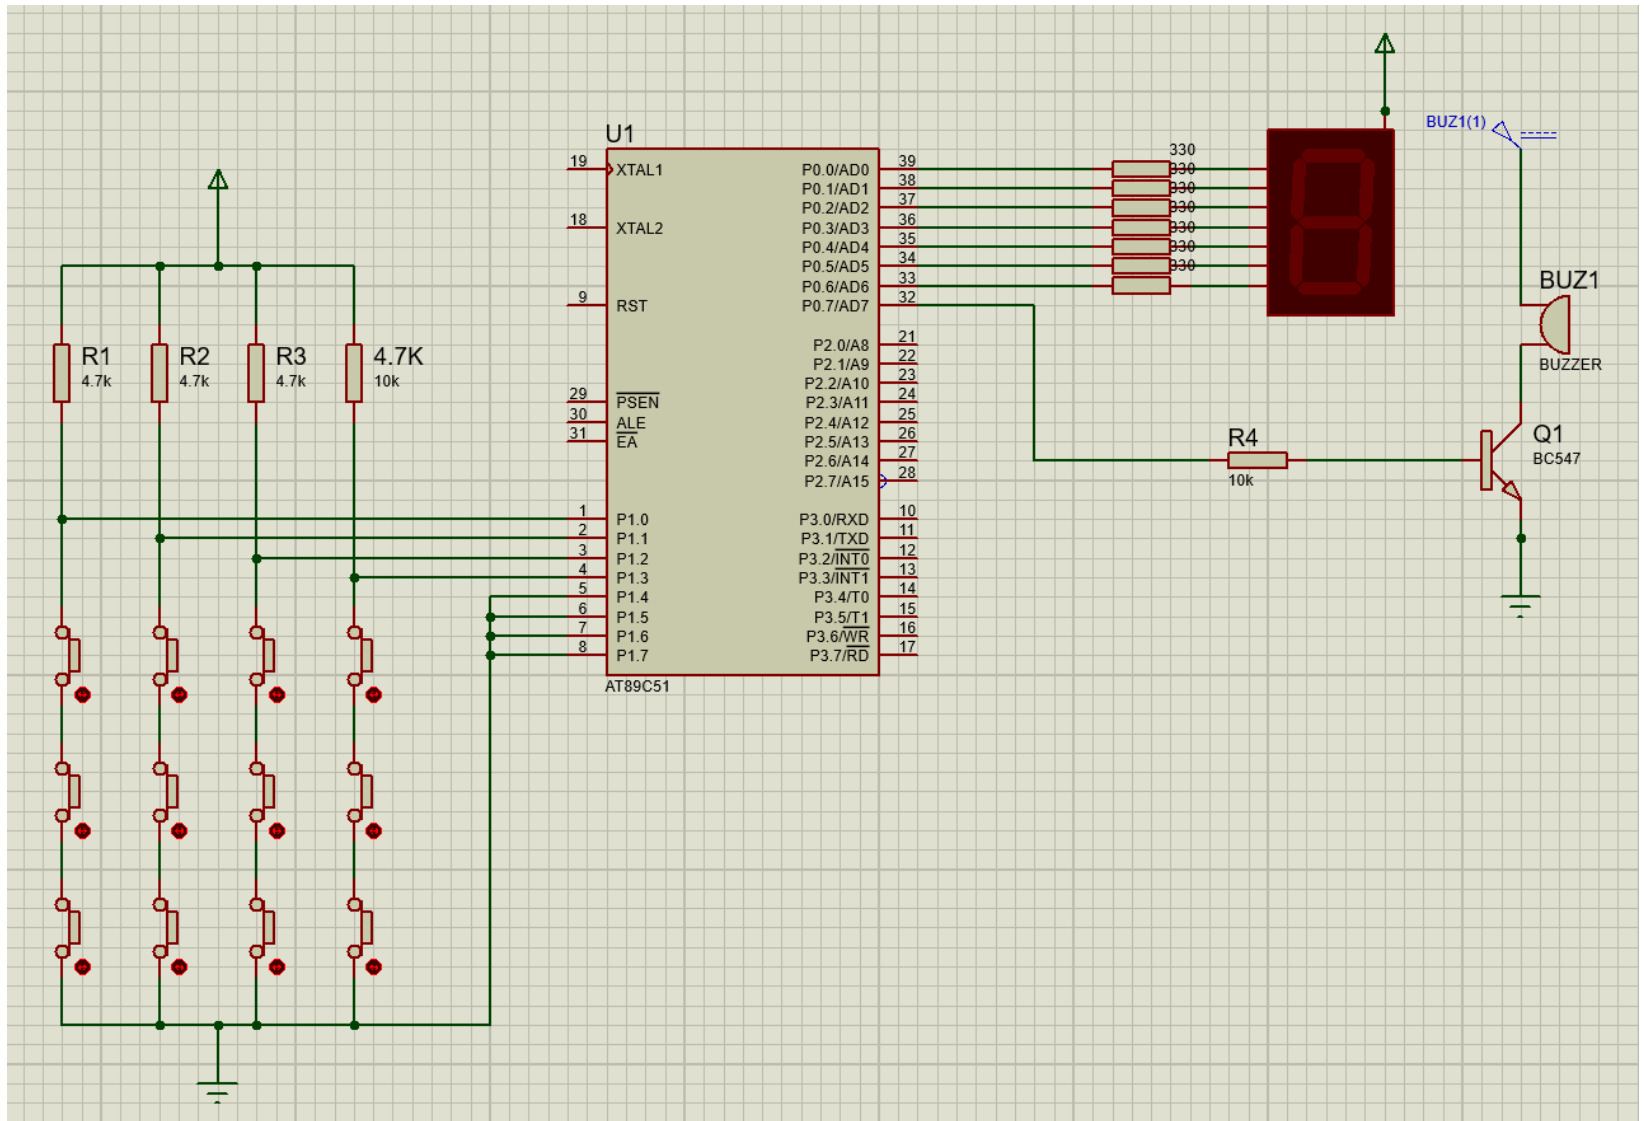 U1
19 XTAL1
18 XTAL2
9 RST
29 PSEN
30 ALE
31 EA
1 P1.0
2 P1.1
3 P1.2
4 P1.3
5 P1.4
6 P1.5
7 P1.6
8 P1.7
P0.0/AD0 39
P0.1/AD1 38
P0.2/AD2 37
P0.3/AD3 36
P0.4/AD4 35
P0.5/AD5 34
P0.6/AD6 33
P0.7/AD7 32
P2.0/A8 21
P2.1/A9 22
P2.2/A10 23
P2.3/A11 24
P2.4/A12 25
P2.5/A13 26
P2.6/A14 27
P2.7/A15 28
P3.0/RXD 10
P3.1/TXD 11
P3.2/INT0 12
P3.3/INT1 13
P3.4/T0 14
P3.5/T1 15
P3.6/WR 16
P3.7/RD 17
AT89C51
R1
4.7k
R2
4.7k
R3
4.7k
4.7K
10k
330
330
330
330
330
330
330
BUZ1(1)
BUZ1
BUZZER
R4
10k
Q1
BC547